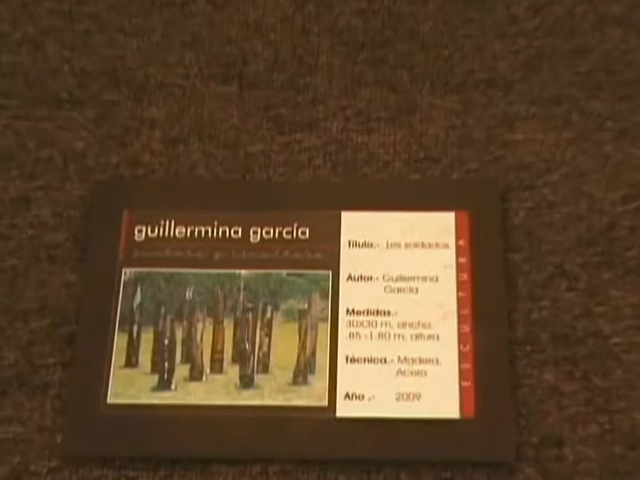 guillermina garcía
Título.- Los soldados
Autor.- Guillermina
García
Medidas.-
30X30 m. ancho.
.65 -1.80 m. altura
Técnica.- Madera,
Acero
Año .- 2009
ESCULTURA